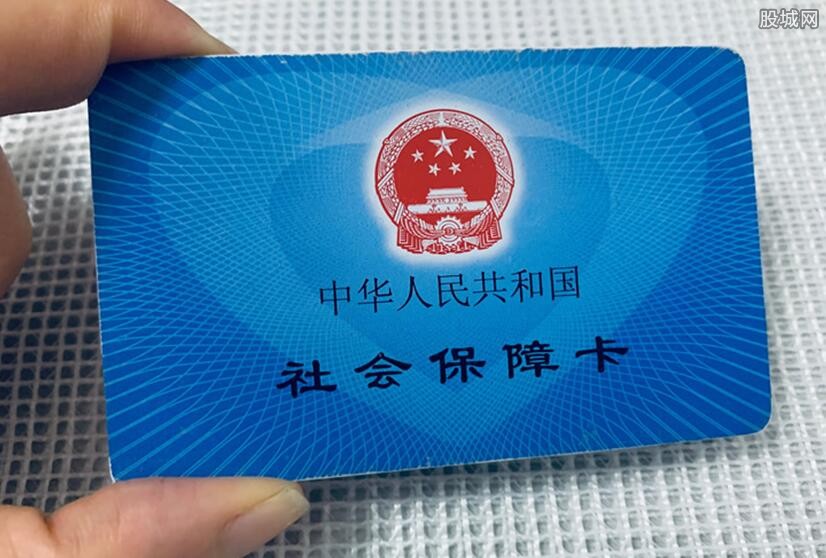 股城网
中华人民共和国
社会保障卡